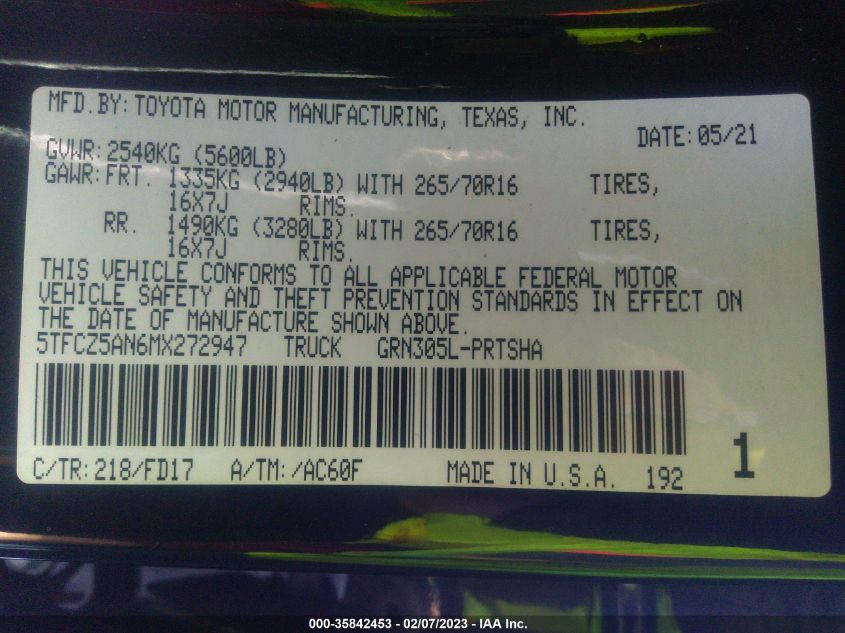 MFD.BY: TOYOTA MOTOR MANUFACTURING, TEXAS, INC.
DATE: 05/21
GVWR: 2540KG (5600LB)
GAWR: FRT. 1335KG (2940LB) WITH 265/70R16 TIRES,
16X7J RIMS.
RR. 1490KG (3280LB) WITH 265/70R16 TIRES,
16X7J RIMS.
THIS VEHICLE CONFORMS TO ALL APPLICABLE FEDERAL MOTOR
VEHICLE SAFETY AND THEFT PREVENTION STANDARDS IN EFFECT ON
THE DATE OF MANUFACTURE SHOWN ABOVE.
5TFCZ5AN6MX272947 TRUCK GRN305L-PRTSHA
C/TR: 218/FD17 A/TM: /AC60F MADE IN U.S.A. 192 1
000-35842453 - 02/07/2023 - IAA Inc.